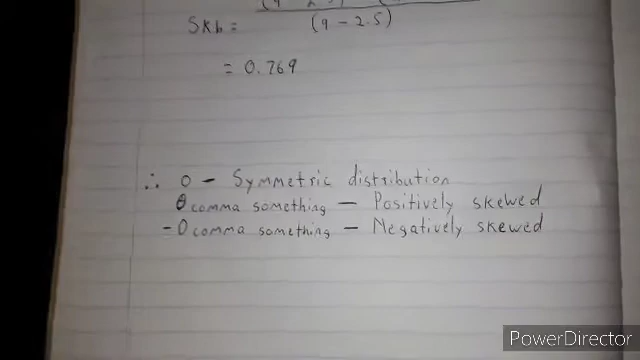 Skb =
(9 - 2.5)
= 0.769
∴ 0 - Symmetric distribution
0 comma something - Positively skewed
-0 comma something - Negatively skewed
PowerDirector